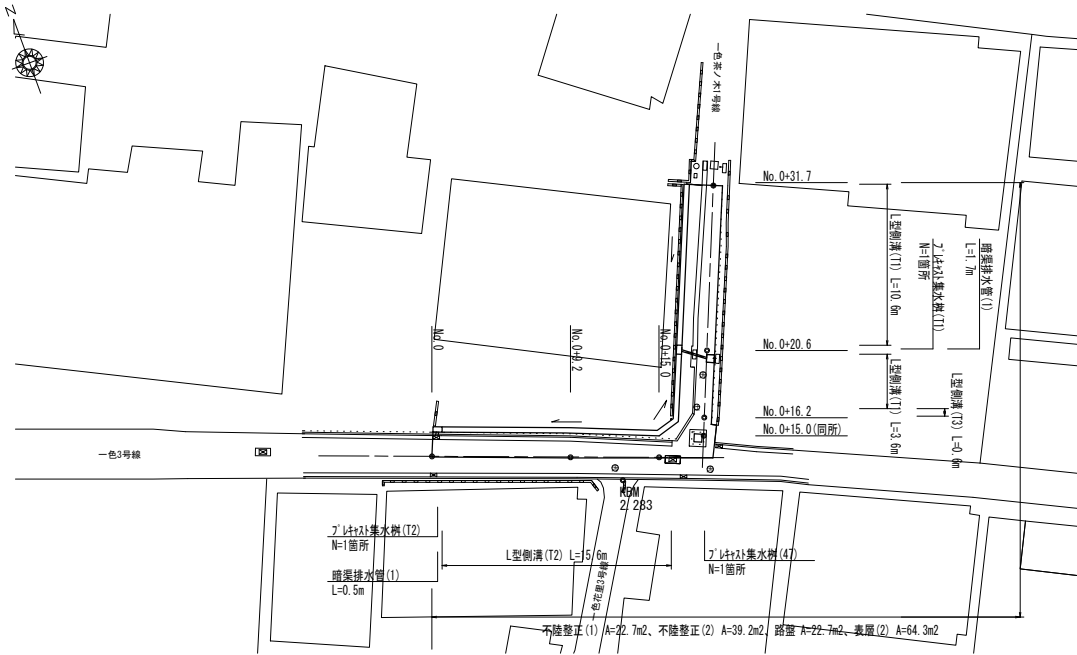 N
一色茶ノ木1号線
No.0+31.7
L型側溝(T1) L=10.6m
プレキャスト集水桝(T1)
N=1箇所
暗渠排水管(1)
L=1.7m
No.0
No.0+9.2
No.0+15.0
No.0+20.6
L型側溝(T1) L=3.6m
L型側溝(T3) L=0.6m
No.0+16.2
No.0+15.0(同所)
一色3号線
KBM
2.283
プレキャスト集水桝(T2)
N=1箇所
L型側溝(T2) L=15.6m
プレキャスト集水桝(47)
N=1箇所
暗渠排水管(1)
L=0.5m
一色花里3号線
不陸整正(1) A=22.7m2、不陸整正(2) A=39.2m2、路盤 A=22.7m2、表層(2) A=64.3m2